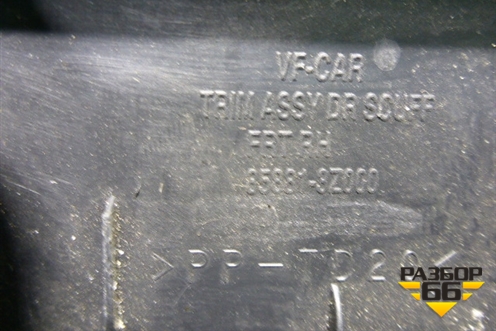 VF-CAR
TRIM ASSY DR SCUFF
FRT RH
85881-3Z000
>PP-TD20<
РАЗБОР
66